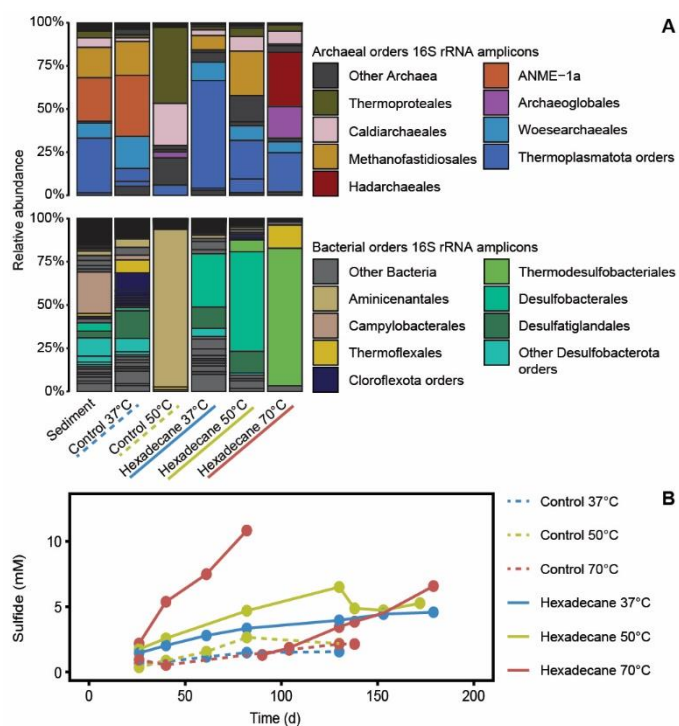 A
Relative abundance
100%
75%
50%
25%
0%
Archaeal orders 16S rRNA amplicons
Other Archaea
Thermoproteales
Caldiarchaeales
Methanofastidiosales
Hadarchaeales
ANME-1a
Archaeoglobales
Woesearchaeales
Thermoplasmatota orders
100%
75%
50%
25%
0%
Bacterial orders 16S rRNA amplicons
Other Bacteria
Aminicenantales
Campylobacterales
Thermoflexales
Cloroflexota orders
Thermodesulfobacteriales
Desulfobacterales
Desulfatiglandales
Other Desulfobacterota
orders
Sediment
Control 37°C
Control 50°C
Hexadecane 37°C
Hexadecane 50°C
Hexadecane 70°C
B
Sulfide (mM)
10
5
0
0
50
100
150
200
Time (d)
Control 37°C
Control 50°C
Control 70°C
Hexadecane 37°C
Hexadecane 50°C
Hexadecane 70°C